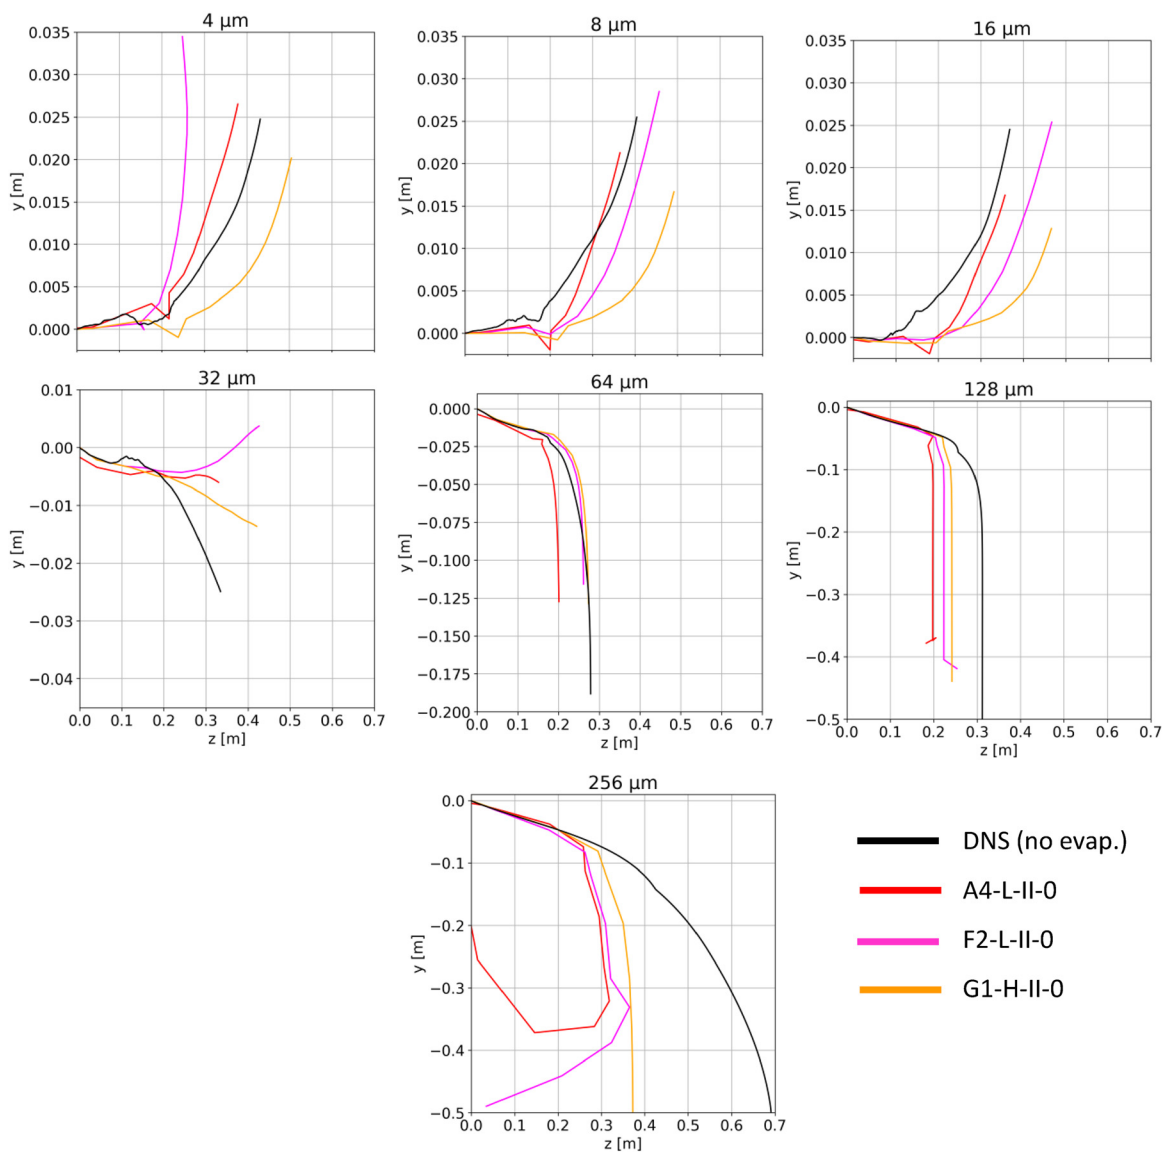 4 μm
0.035
0.030
0.025
0.020
0.015
0.010
0.005
0.000
y [m]
8 μm
0.035
0.030
0.025
0.020
0.015
0.010
0.005
0.000
y [m]
16 μm
0.035
0.030
0.025
0.020
0.015
0.010
0.005
0.000
y [m]
32 μm
0.01
0.00
−0.01
−0.02
−0.03
−0.04
y [m]
0.0 0.1 0.2 0.3 0.4 0.5 0.6 0.7
z [m]
64 μm
0.000
−0.025
−0.050
−0.075
−0.100
−0.125
−0.150
−0.175
−0.200
y [m]
0.0 0.1 0.2 0.3 0.4 0.5 0.6 0.7
z [m]
128 μm
0.0
−0.1
−0.2
−0.3
−0.4
−0.5
y [m]
0.0 0.1 0.2 0.3 0.4 0.5 0.6 0.7
z [m]
256 μm
0.0
−0.1
−0.2
−0.3
−0.4
−0.5
y [m]
0.0 0.1 0.2 0.3 0.4 0.5 0.6 0.7
z [m]
DNS (no evap.)
A4-L-II-0
F2-L-II-0
G1-H-II-0